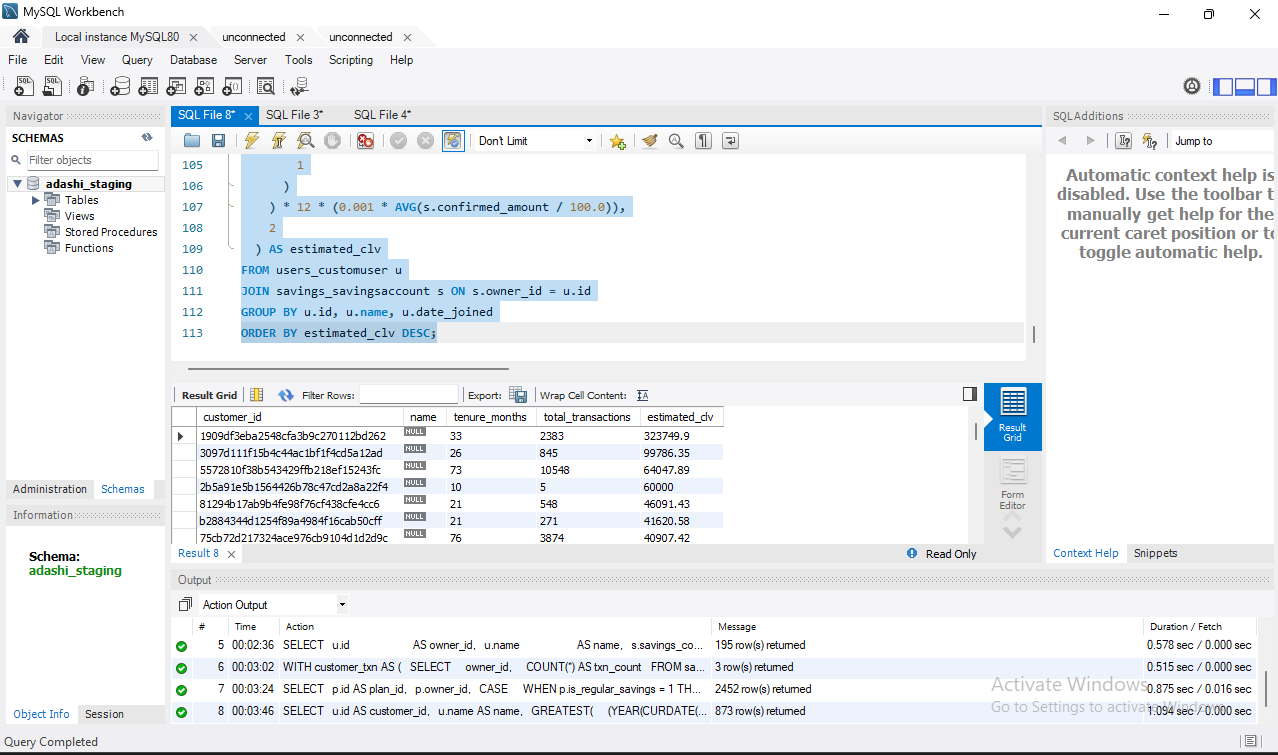 MySQL Workbench
Local instance MySQL80 unconnected unconnected
File Edit View Query Database Server Tools Scripting Help
Navigator SQL File 8* SQL File 3* SQL File 4* SQLAdditions
SCHEMAS
Filter objects
Don't Limit
Jump to
adashi_staging
Tables
Views
Stored Procedures
Functions
105 1
106 )
107 ) * 12 * (0.001 * AVG(s.confirmed_amount / 100.0)),
108 2
109 ) AS estimated_clv
110 FROM users_customuser u
111 JOIN savings_savingsaccount s ON s.owner_id = u.id
112 GROUP BY u.id, u.name, u.date_joined
113 ORDER BY estimated_clv DESC;
Automatic context help is
disabled. Use the toolbar t
manually get help for the
current caret position or to
toggle automatic help.
Result Grid Filter Rows: Export: Wrap Cell Content:
customer_id name tenure_months total_transactions estimated_clv
1909df3eba2548cfa3b9c270112bd262 NULL 33 2383 323749.9
3097d111f15b4c44ac1bf1f4cd5a12ad NULL 26 845 99786.35
5572810f38b543429ffb218ef15243fc NULL 73 10548 64047.89
2b5a91e5b1564426b78c47cd2a8a22f4 NULL 10 5 60000
81294b17ab9b4fe98f76cf438cfe4cc6 NULL 21 548 46091.43
b2884344d1254f89a4984f16cab50cff NULL 21 271 41620.58
75cb72d217324ace976cb9104d1d2d9c NULL 76 3874 40907.42
Result
Grid
Form
Editor
Administration Schemas
Information
Schema:
adashi_staging
Result 8 Read Only
Context Help Snippets
Output
Action Output
# Time Action Message Duration / Fetch
5 00:02:36 SELECT u.id AS owner_id, u.name AS name, s.savings_co... 195 row(s) returned 0.578 sec / 0.000 sec
6 00:03:02 WITH customer_txn AS ( SELECT owner_id, COUNT(*) AS txn_count FROM sa... 3 row(s) returned 0.515 sec / 0.000 sec
7 00:03:24 SELECT p.id AS plan_id, p.owner_id, CASE WHEN p.is_regular_savings = 1 TH... 2452 row(s) returned 0.875 sec / 0.016 sec
8 00:03:46 SELECT u.id AS customer_id, u.name AS name, GREATEST( (YEAR(CURDATE(... 873 row(s) returned 1.094 sec / 0.000 sec
Activate Windows
Go to Settings to activate Windows.
Object Info Session
Query Completed